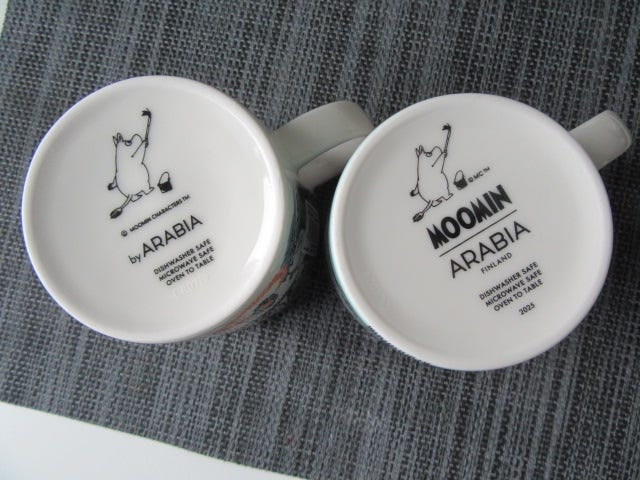 © MOOMIN CHARACTERS™
by ARABIA
DISHWASHER SAFE
MICROWAVE SAFE
OVEN TO TABLE
© MC™
MOOMIN
ARABIA
FINLAND
DISHWASHER SAFE
MICROWAVE SAFE
OVEN TO TABLE
2025